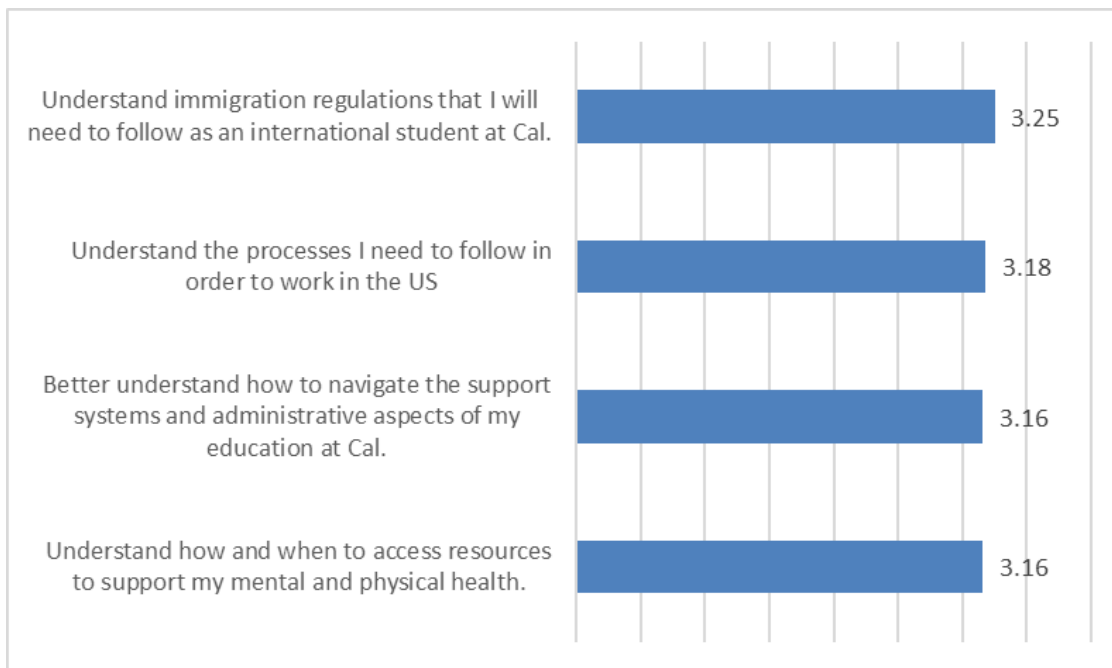 Understand immigration regulations that I will
need to follow as an international student at Cal.
3.25
Understand the processes I need to follow in
order to work in the US
3.18
Better understand how to navigate the support
systems and administrative aspects of my
education at Cal.
3.16
Understand how and when to access resources
to support my mental and physical health.
3.16